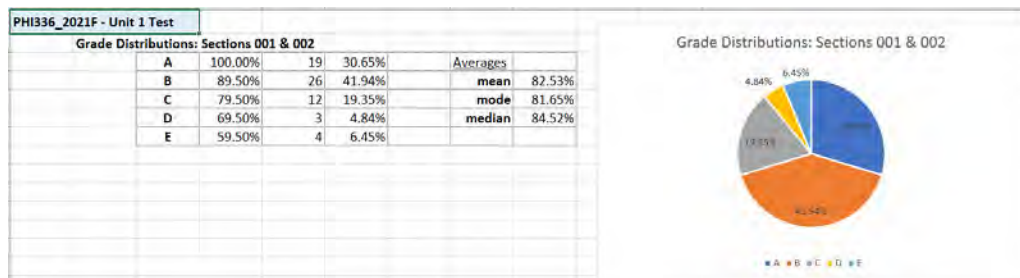 PHI336_2021F - Unit 1 Test
Grade Distributions: Sections 001 & 002
A 100.00% 19 30.65% Averages
B 89.50% 26 41.94% mean 82.53%
C 79.50% 12 19.35% mode 81.65%
D 69.50% 3 4.84% median 84.52%
E 59.50% 4 6.45%
Grade Distributions: Sections 001 & 002
6.45%
4.84%
19.35%
41.94%
A B C D E